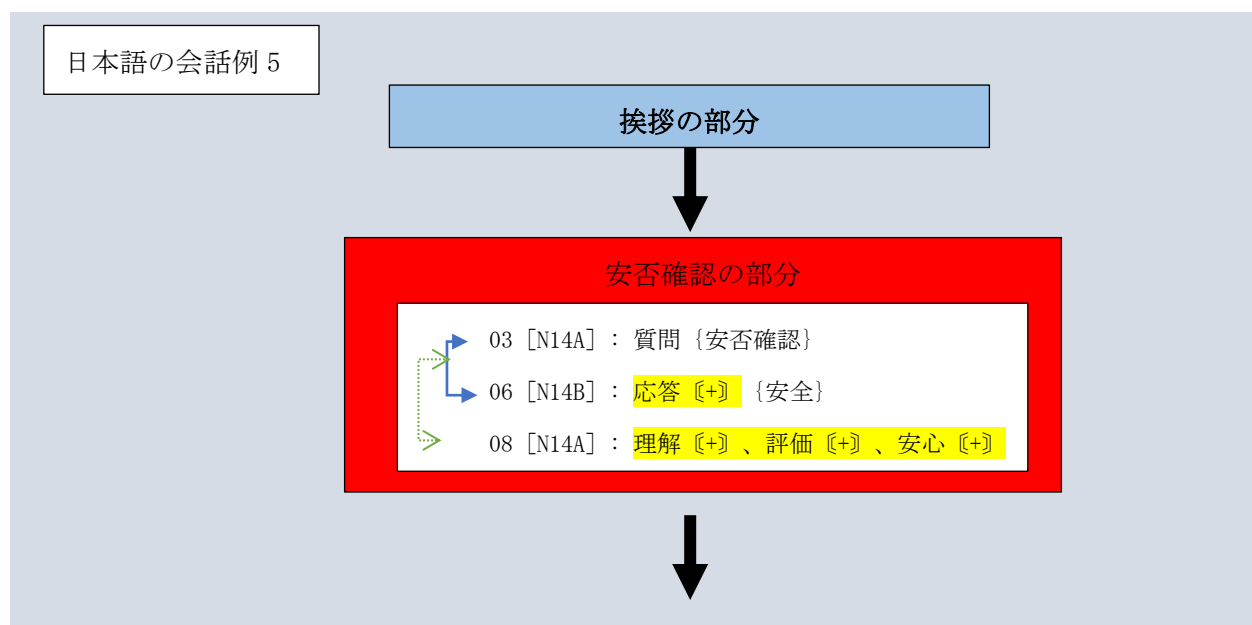 日本語の会話例 5
挨拶の部分
安否確認の部分
03 [N14A] : 質問 {安否確認}
06 [N14B] : 応答〔+〕 {安全}
08 [N14A] : 理解〔+〕、評価〔+〕、安心〔+〕